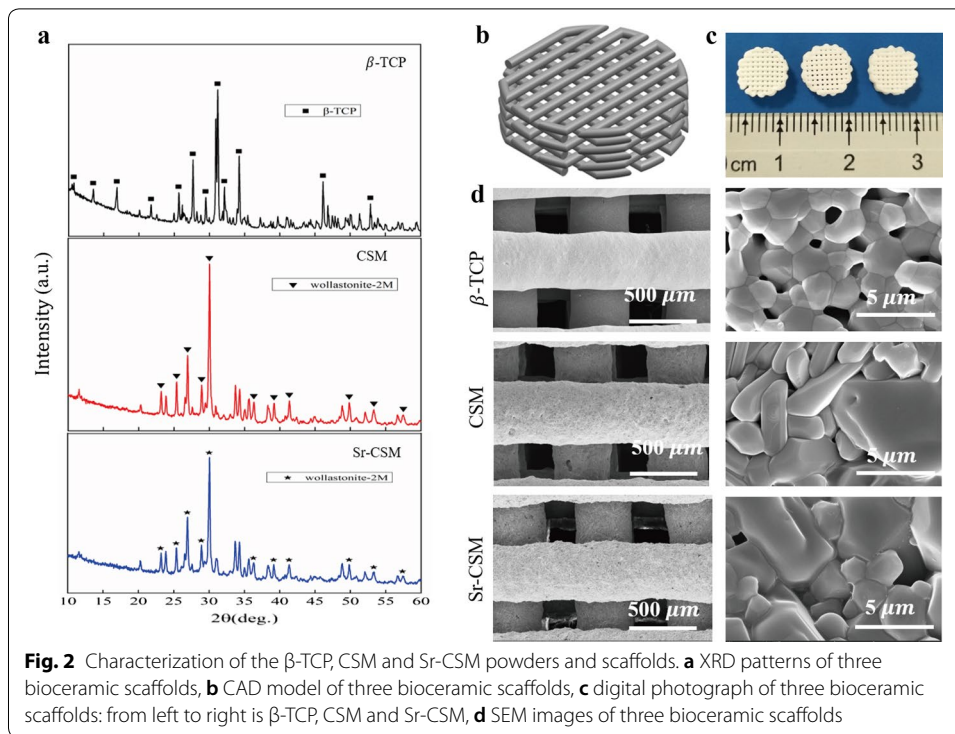 a
β-TCP
β-TCP
CSM
wollastonite-2M
Sr-CSM
wollastonite-2M
Intensity (a.u.)
10 15 20 25 30 35 40 45 50 55 60
2θ(deg.)
b
c
cm 1 2 3
d
β-TCP
500 μm
5 μm
CSM
500 μm
5 μm
Sr-CSM
500 μm
5 μm
Fig. 2 Characterization of the β-TCP, CSM and Sr-CSM powders and scaffolds. a XRD patterns of three
bioceramic scaffolds, b CAD model of three bioceramic scaffolds, c digital photograph of three bioceramic
scaffolds: from left to right is β-TCP, CSM and Sr-CSM, d SEM images of three bioceramic scaffolds